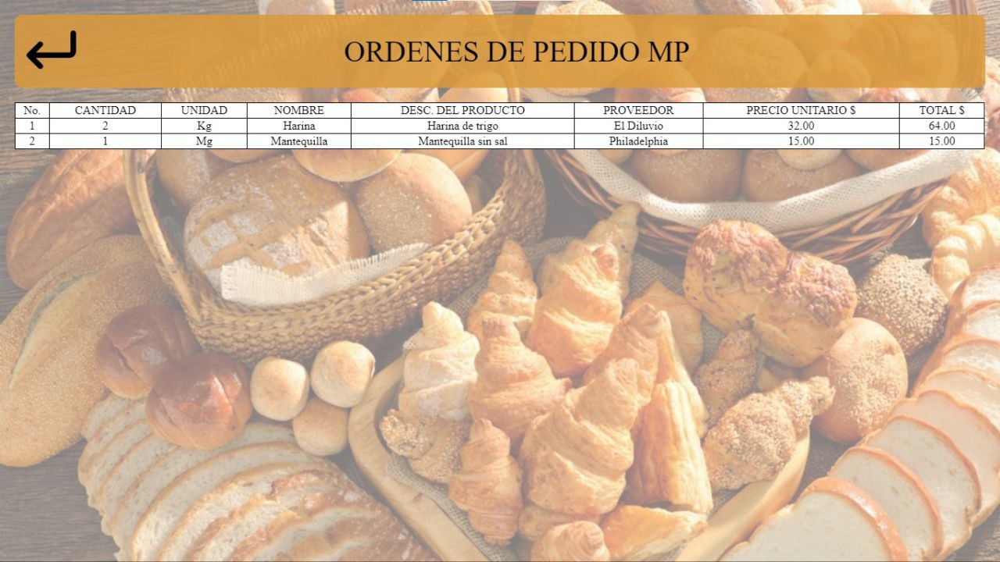 ORDENES DE PEDIDO MP
No. CANTIDAD UNIDAD NOMBRE DESC. DEL PRODUCTO PROVEEDOR PRECIO UNITARIO $ TOTAL $
1 2 Kg Harina Harina de trigo El Diluvio 32.00 64.00
2 1 Mg Mantequilla Mantequilla sin sal Philadelphia 15.00 15.00